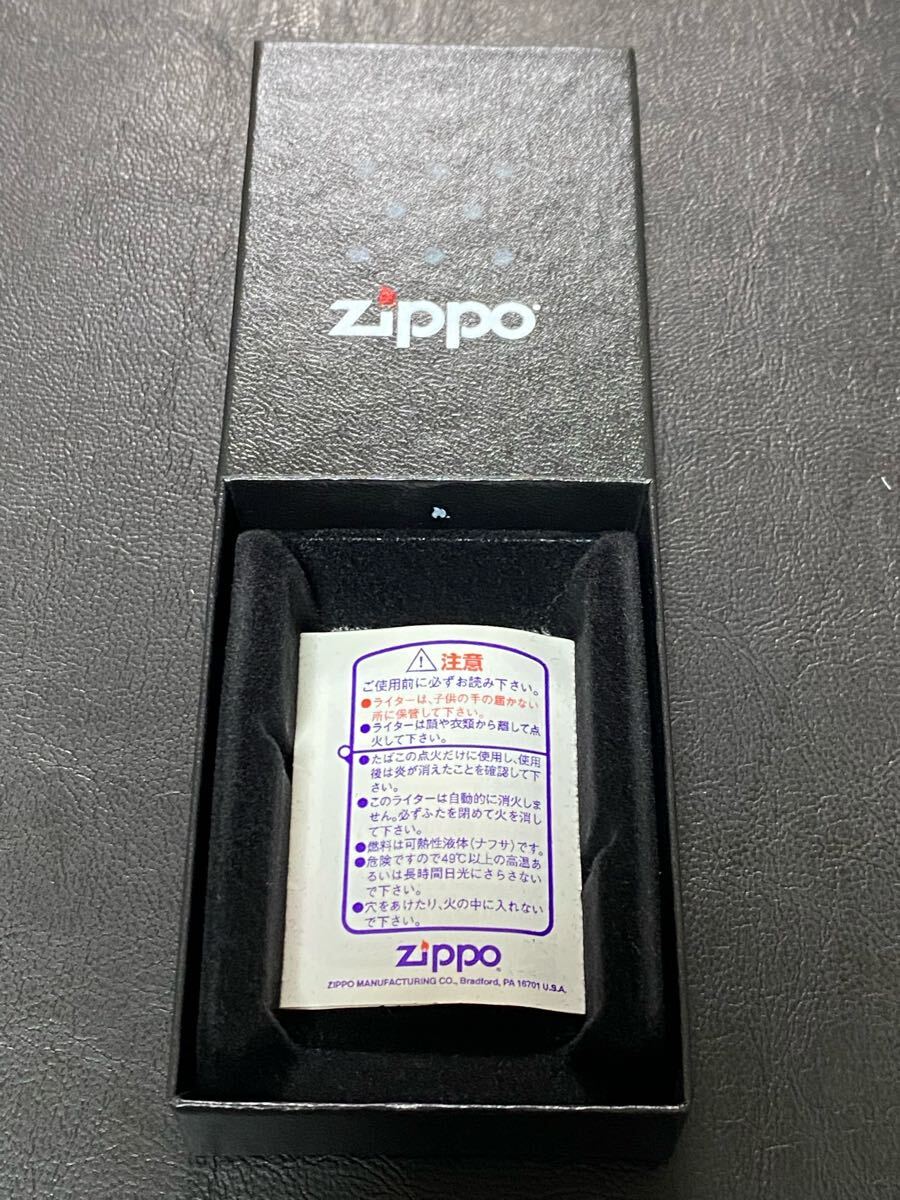 zippo
注意
ご使用前に必ずお読み下さい。
●ライターは、子供の手の届かない
所に保管して下さい。
●ライターは顔や衣類から離して点
火して下さい。
●たばこの点火だけに使用し、使用
後は炎が消えたことを確認して下
さい。
●このライターは自動的に消火しま
せん。必ずふたを閉めて火を消し
て下さい。
●燃料は可熱性液体(ナフサ)です。
●危険ですので49℃以上の高温あ
るいは長時間日光にさらさない
で下さい。
●穴をあけたり、火の中に入れない
で下さい。
zippo
ZIPPO MANUFACTURING CO., Bradford, PA 16701 U.S.A.